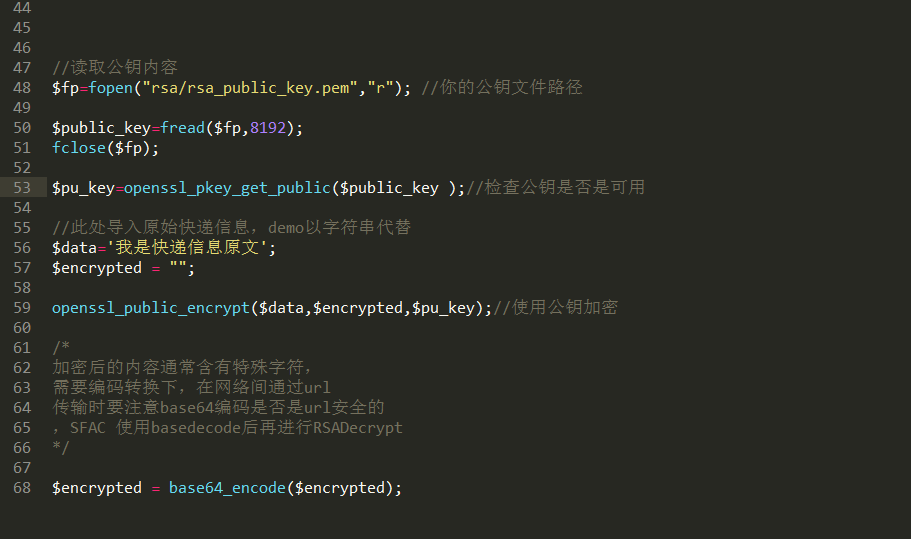 44
45
46
47 //读取公钥内容
48 $fp=fopen("rsa/rsa_public_key.pem","r"); //你的公钥文件路径
49
50 $public_key=fread($fp,8192);
51 fclose($fp);
52
53 $pu_key=openssl_pkey_get_public($public_key );//检查公钥是否是可用
54
55 //此处导入原始快递信息，demo以字符串代替
56 $data='我是快递信息原文';
57 $encrypted = "";
58
59 openssl_public_encrypt($data,$encrypted,$pu_key);//使用公钥加密
60
61 /*
62 加密后的内容通常含有特殊字符，
63 需要编码转换下，在网络间通过url
64 传输时要注意base64编码是否是url安全的
65 ，SFAC 使用basedecode后再进行RSADecrypt
66 */
67
68 $encrypted = base64_encode($encrypted);